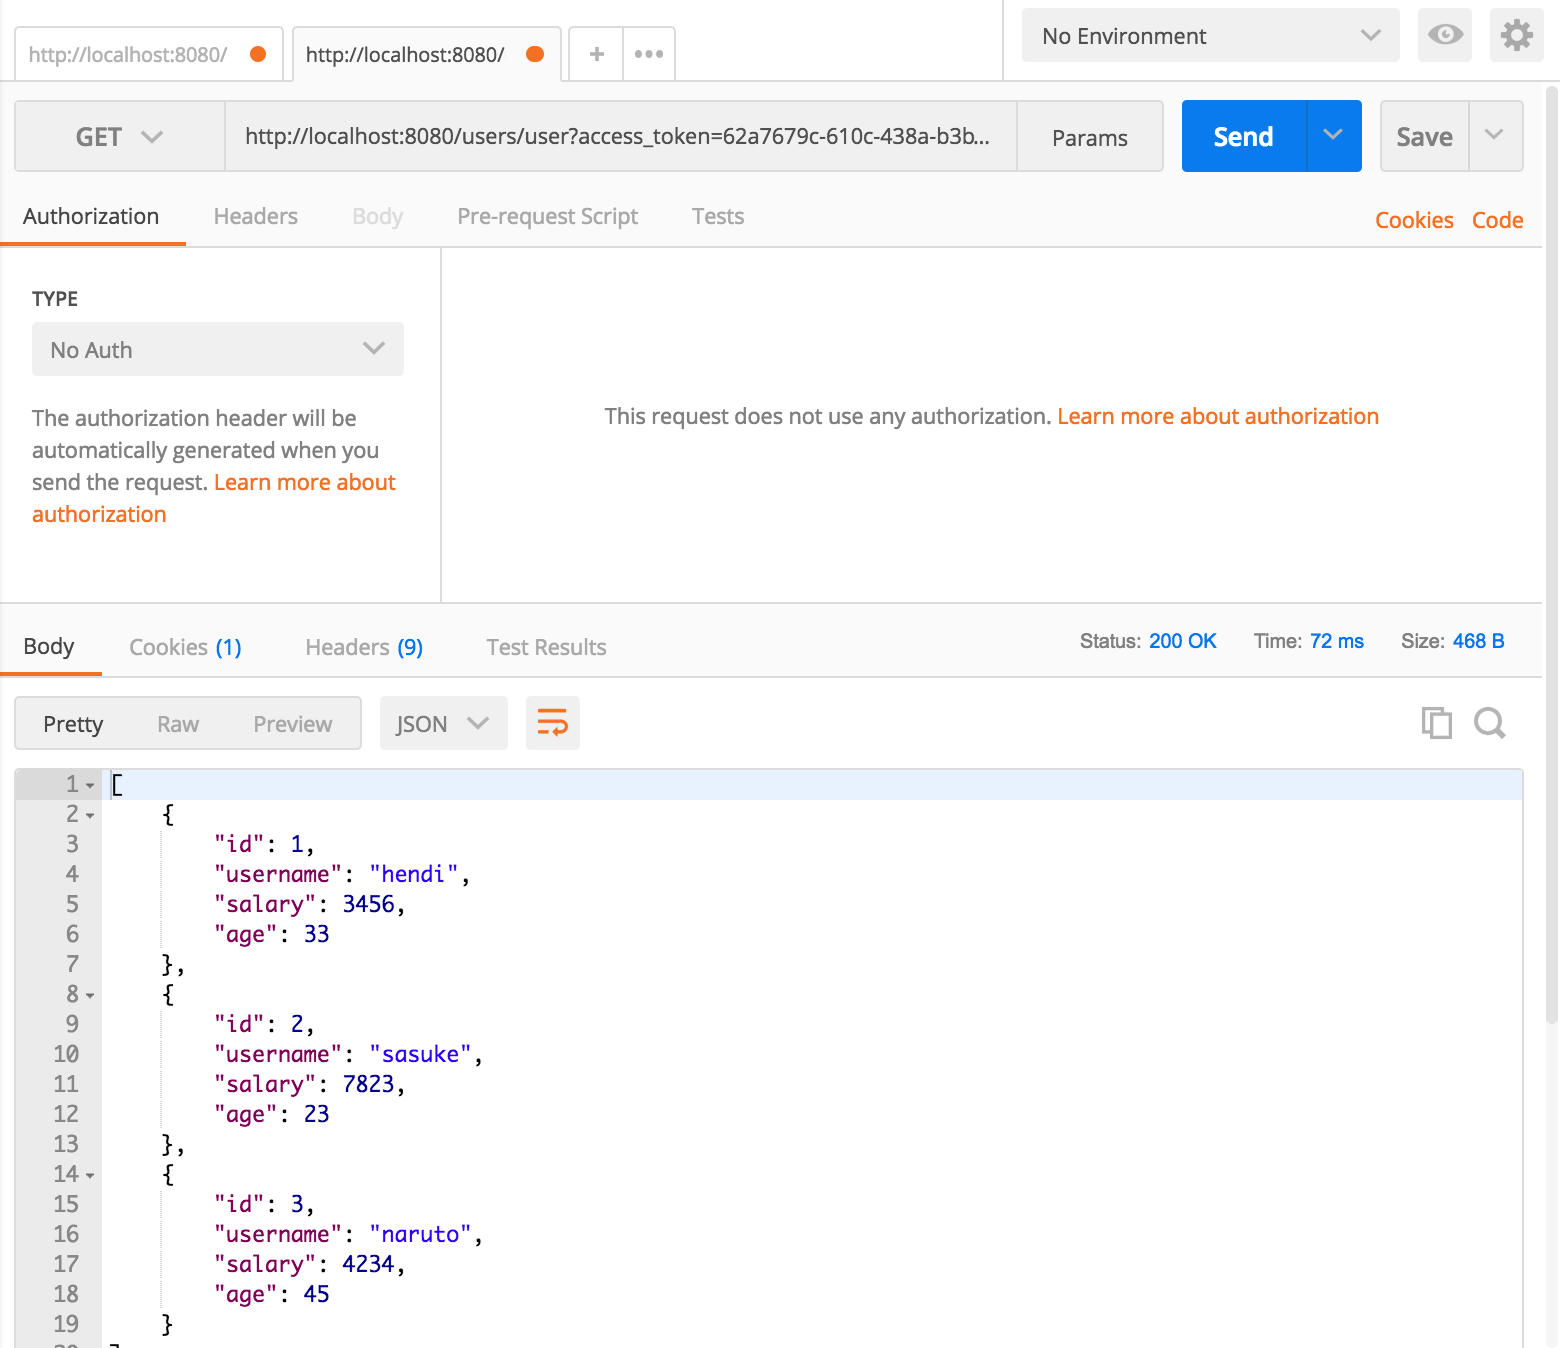 http://localhost:8080/ http://localhost:8080/ + ••• No Environment
GET http://localhost:8080/users/user?access_token=62a7679c-610c-438a-b3b... Params Send Save
Authorization Headers Body Pre-request Script Tests Cookies Code
TYPE
No Auth
The authorization header will be
automatically generated when you
send the request. Learn more about
authorization
This request does not use any authorization. Learn more about authorization
Body Cookies (1) Headers (9) Test Results Status: 200 OK Time: 72 ms Size: 468 B
Pretty Raw Preview JSON
1 [
2 {
3 "id": 1,
4 "username": "hendi",
5 "salary": 3456,
6 "age": 33
7 },
8 {
9 "id": 2,
10 "username": "sasuke",
11 "salary": 7823,
12 "age": 23
13 },
14 {
15 "id": 3,
16 "username": "naruto",
17 "salary": 4234,
18 "age": 45
19 }